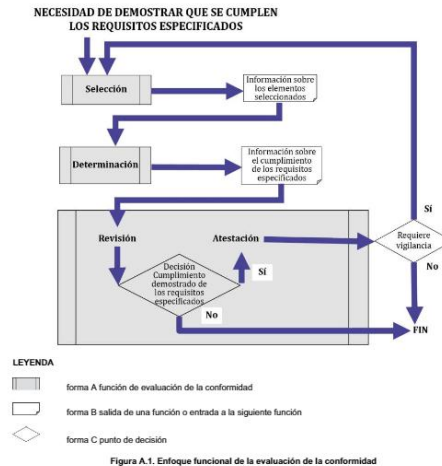 NECESIDAD DE DEMOSTRAR QUE SE CUMPLEN
LOS REQUISITOS ESPECIFICADOS
Selección
Información sobre
los elementos
seleccionados
Determinación
Información sobre
el cumplimiento
de los requisitos
especificados
Sí
Revisión
Atestación
Requiere
vigilancia
Decisión
Cumplimiento
demostrado de
los requisitos
especificados
Sí
No
No
FIN
LEYENDA
forma A función de evaluación de la conformidad
forma B salida de una función o entrada a la siguiente función
forma C punto de decisión
Figura A.1. Enfoque funcional de la evaluación de la conformidad